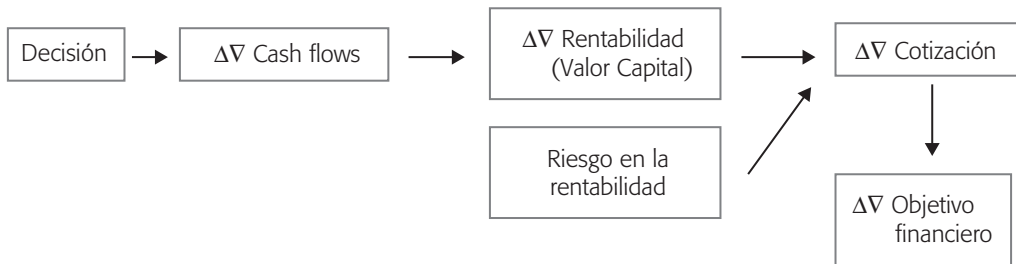 Decisión
Δ∇ Cash flows
Δ∇ Rentabilidad
(Valor Capital)
Δ∇ Cotización
Riesgo en la
rentabilidad
Δ∇ Objetivo
financiero